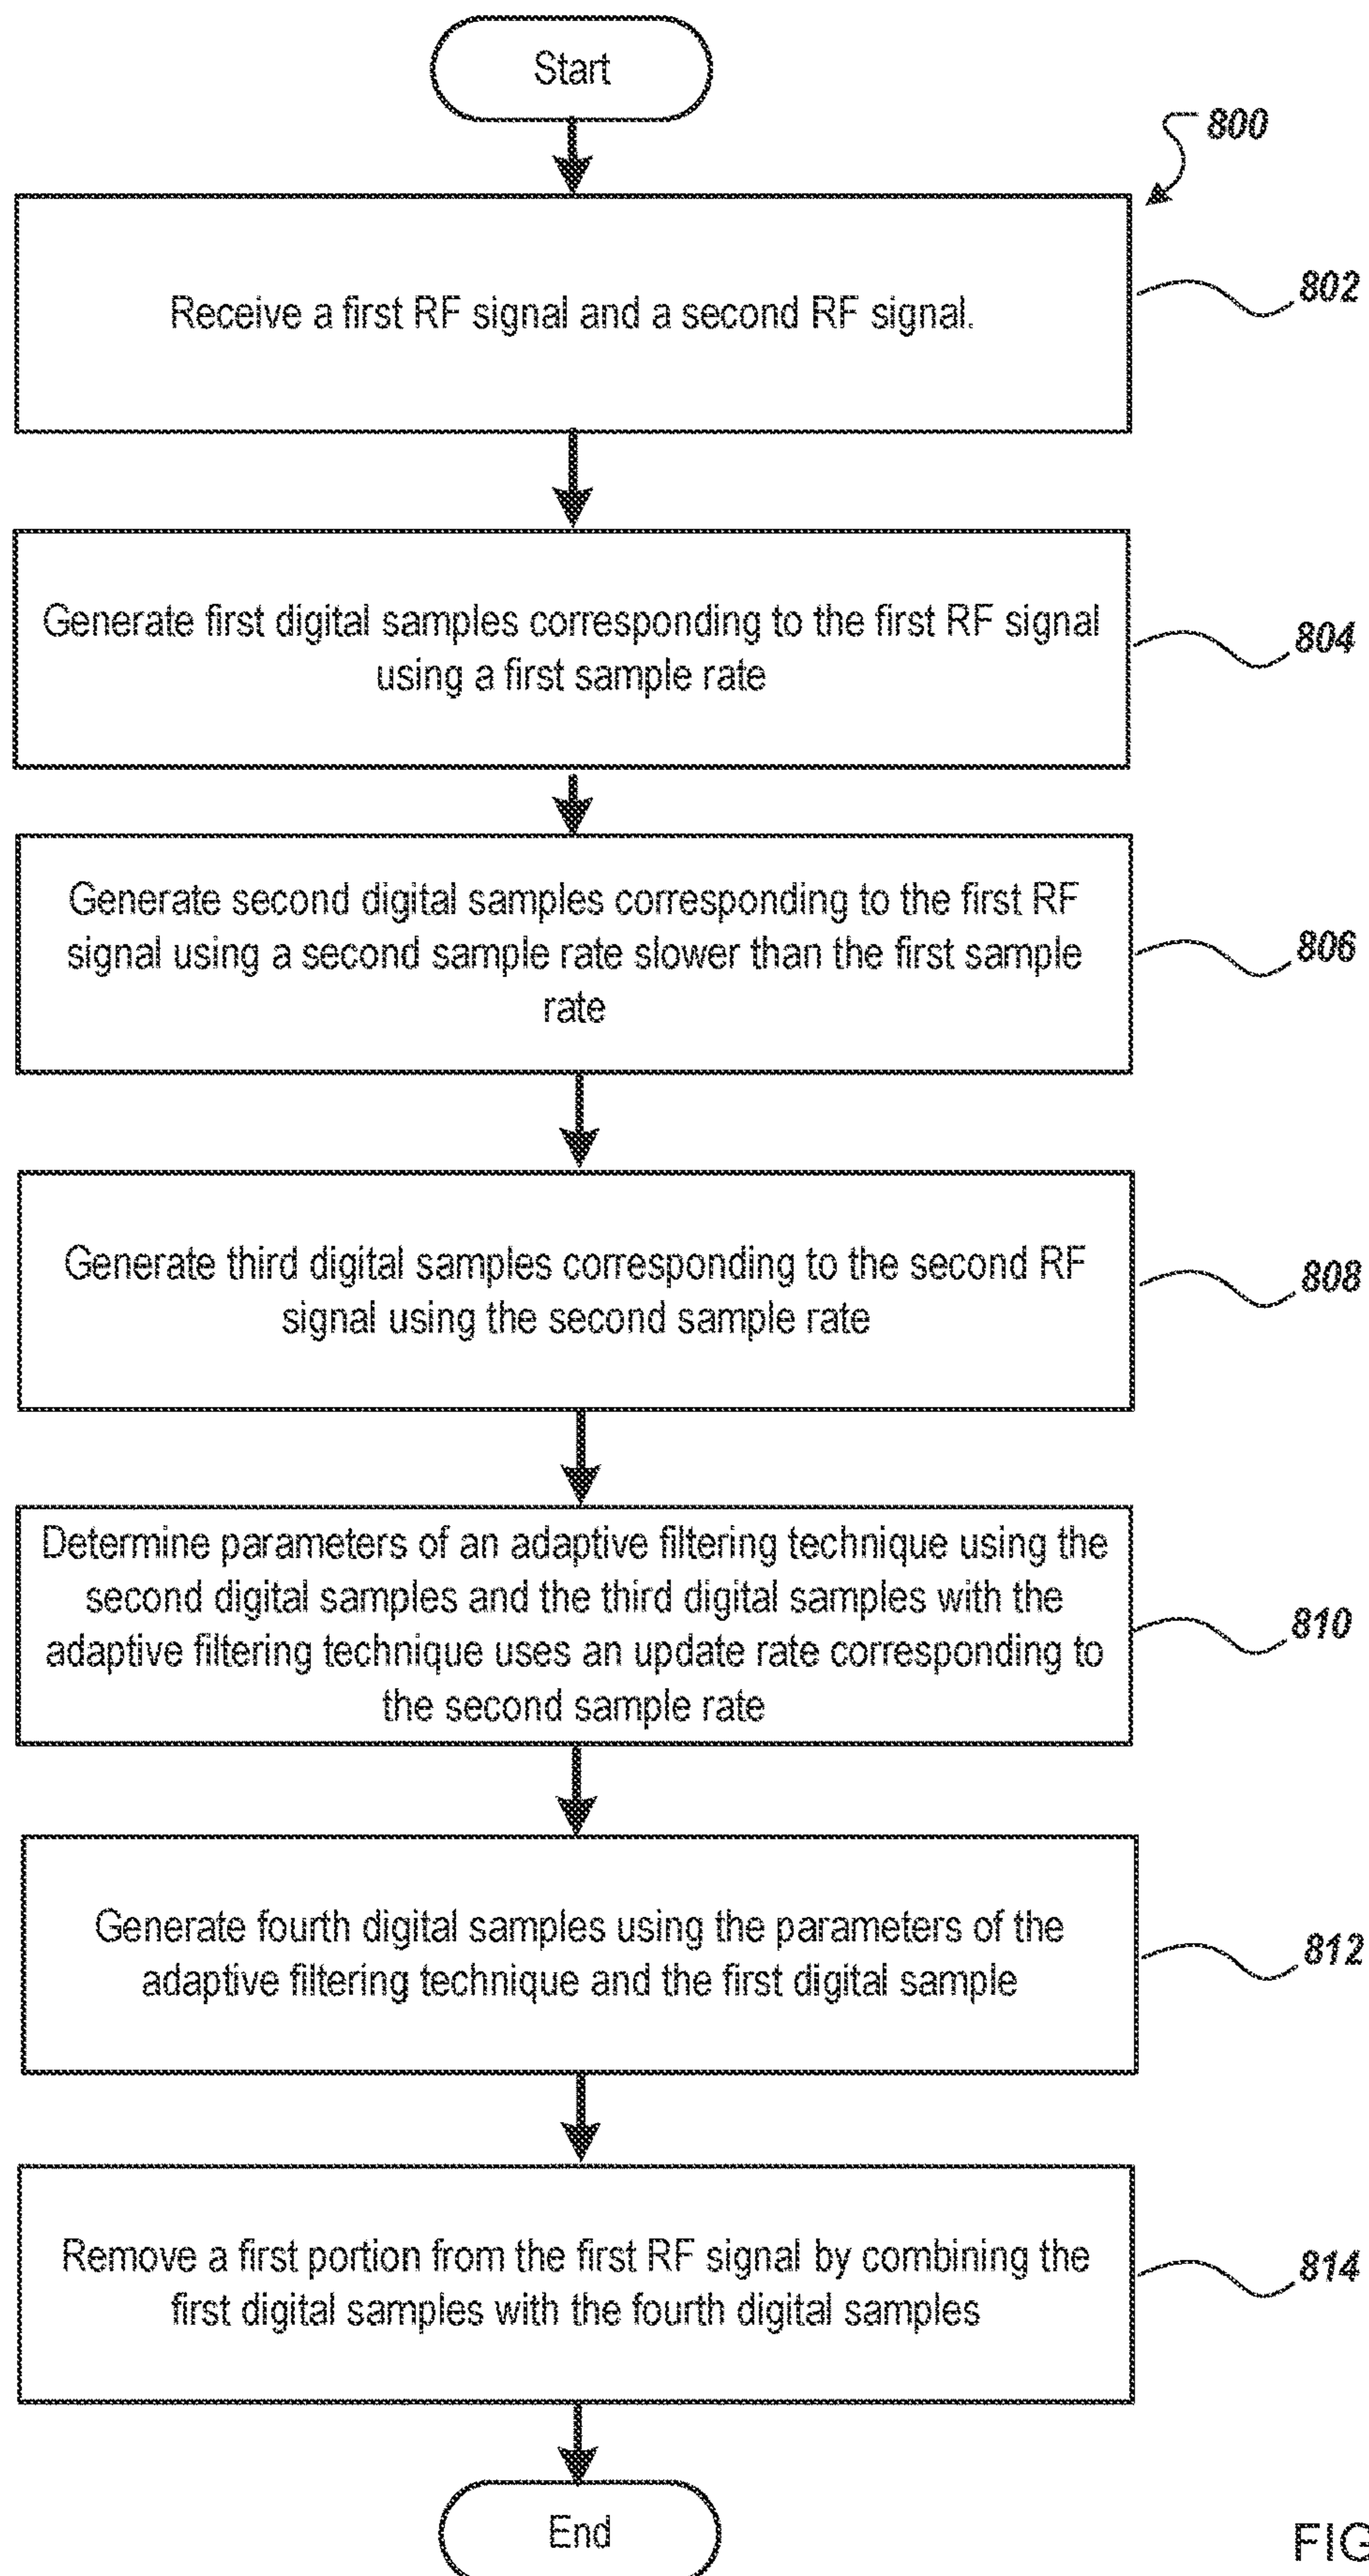 Start
800
Receive a first RF signal and a second RF signal.
802
Generate first digital samples corresponding to the first RF signal
using a first sample rate
804
Generate second digital samples corresponding to the first RF
signal using a second sample rate slower than the first sample
rate
806
Generate third digital samples corresponding to the second RF
signal using the second sample rate
808
Determine parameters of an adaptive filtering technique using the
second digital samples and the third digital samples with the
adaptive filtering technique uses an update rate corresponding to
the second sample rate
810
Generate fourth digital samples using the parameters of the
adaptive filtering technique and the first digital sample
812
Remove a first portion from the first RF signal by combining the
first digital samples with the fourth digital samples
814
End
FIG